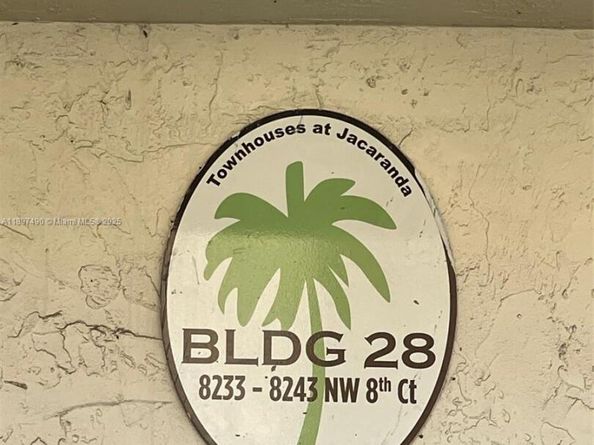 Townhouses at Jacaranda
BLDG 28
8233 - 8243 NW 8th Ct